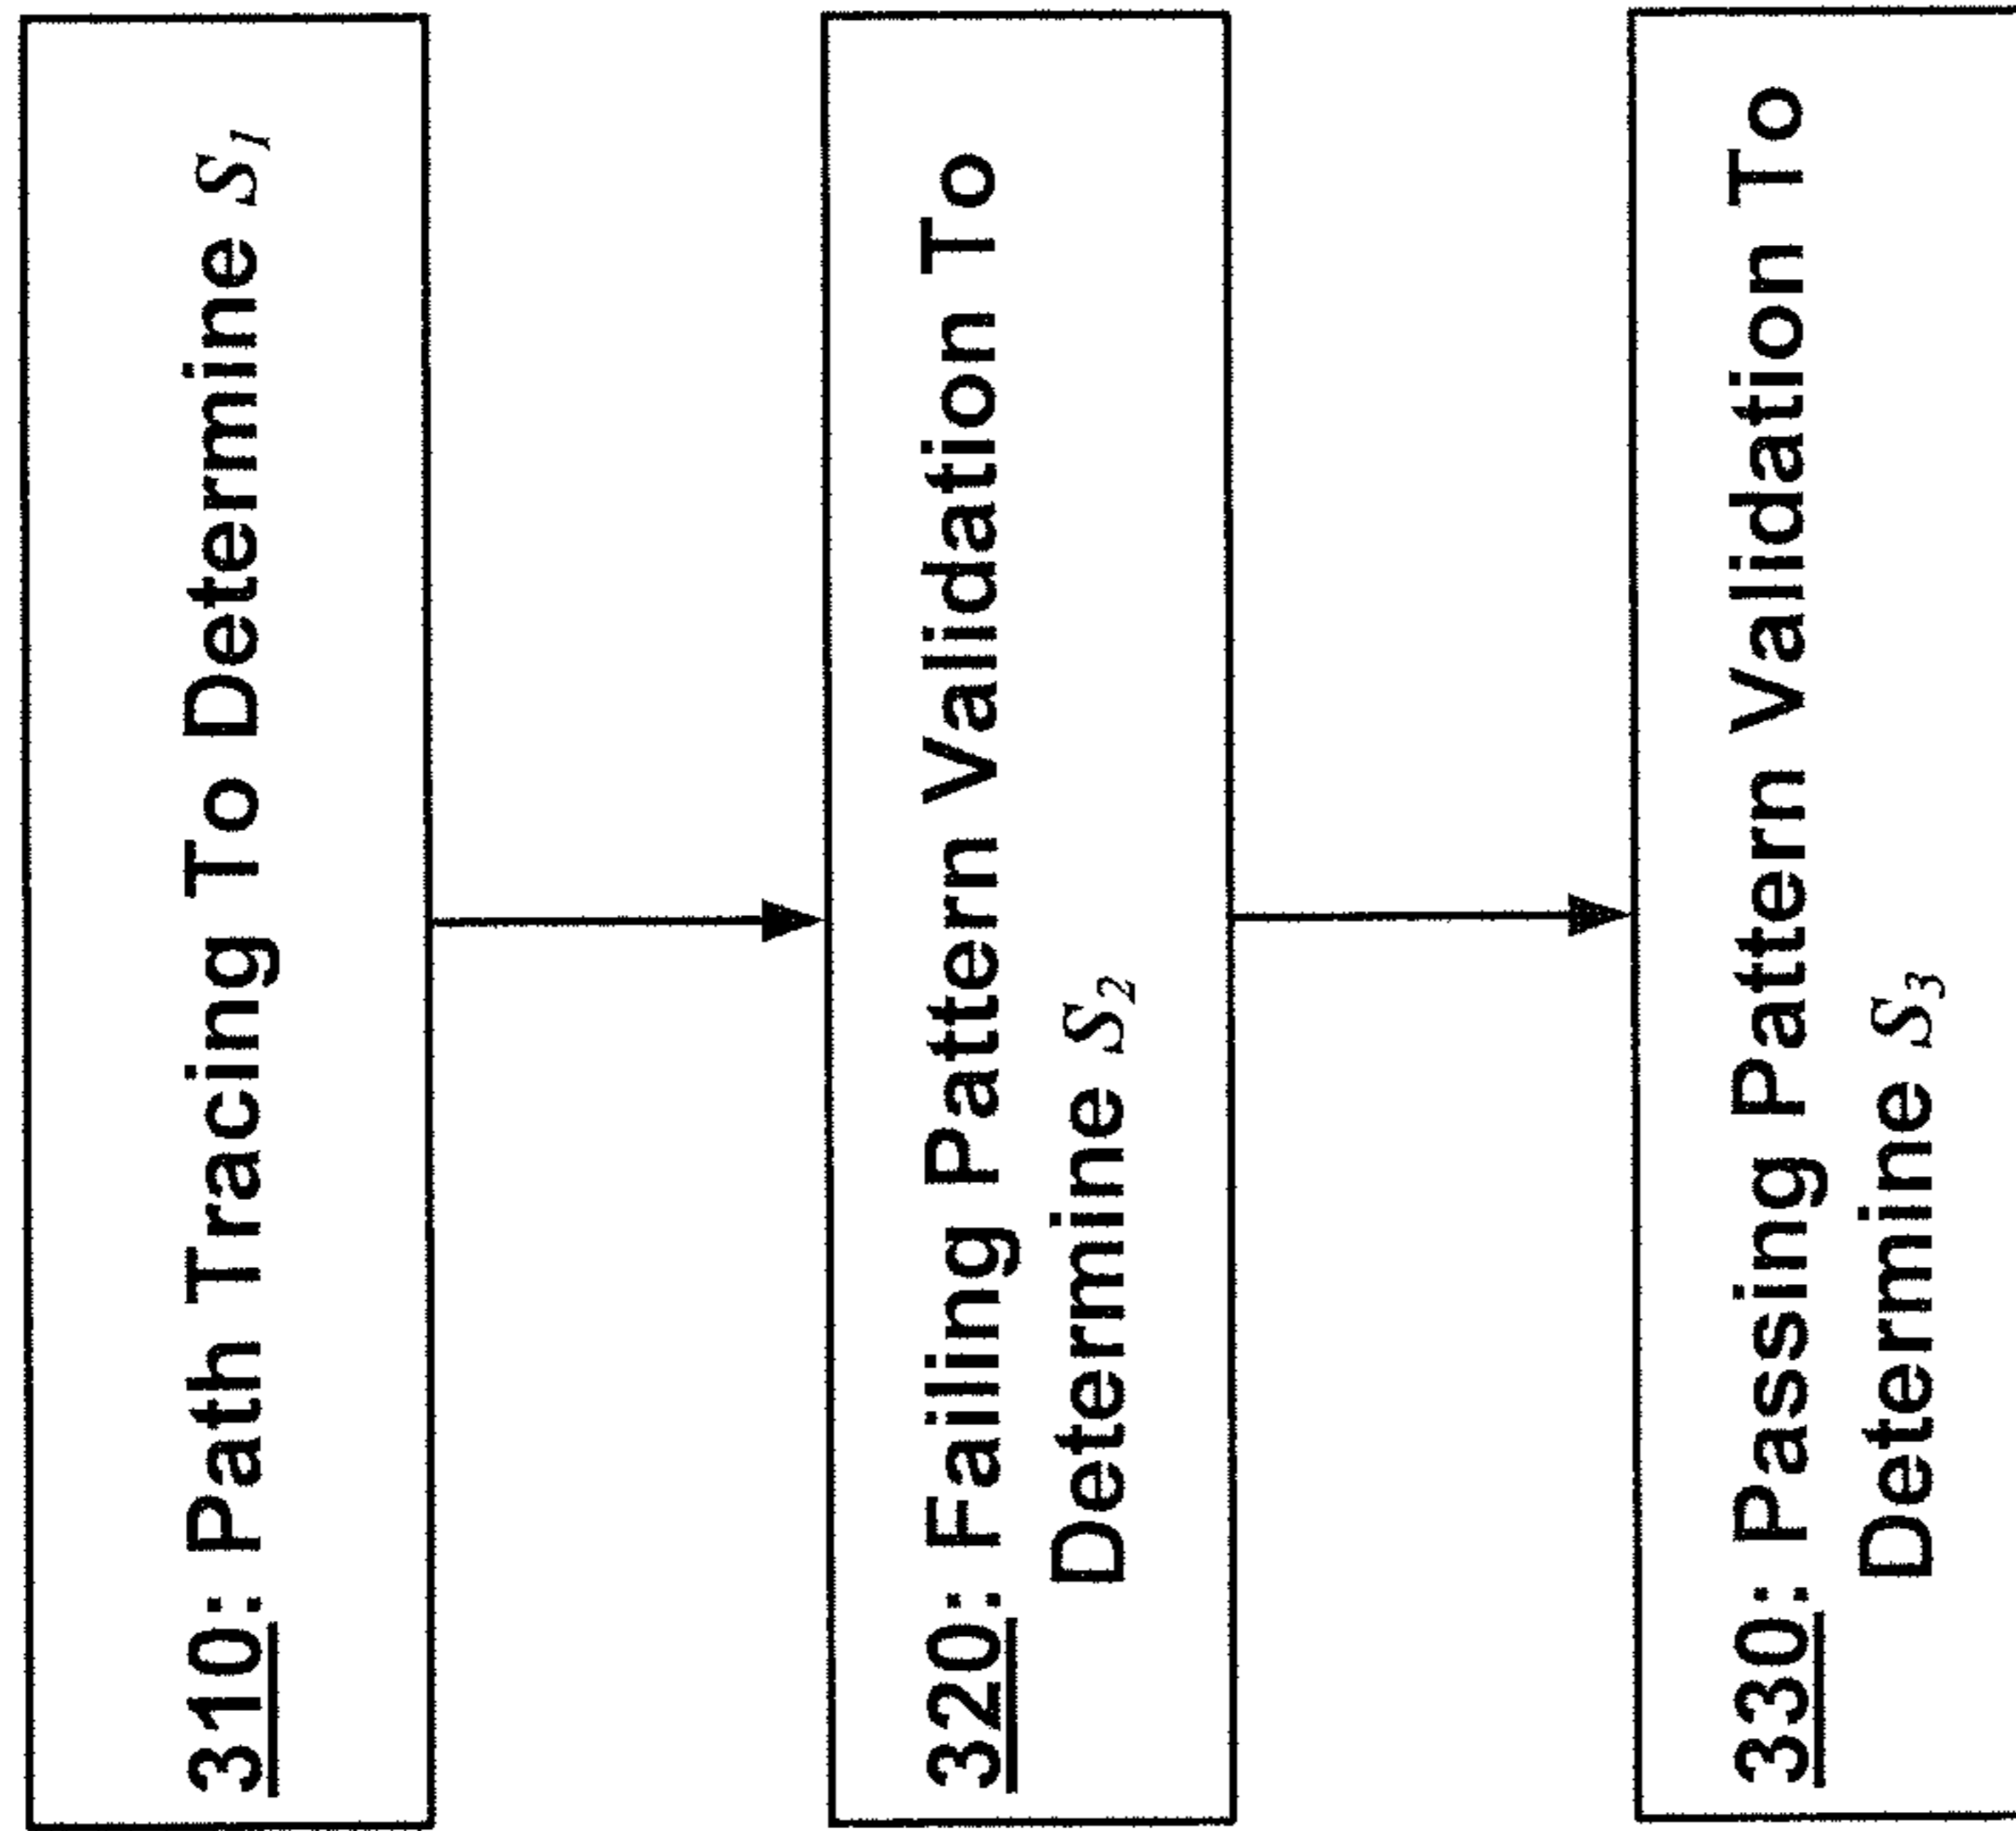 310: Path Tracing To Determine S1
320: Failing Pattern Validation To
Determine S2
330: Passing Pattern Validation To
Determine S3